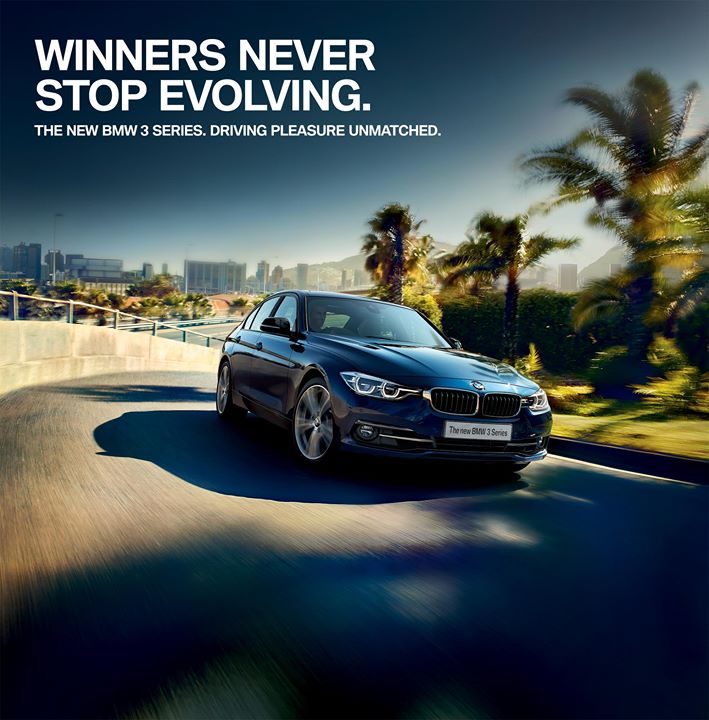 WINNERS NEVER
STOP EVOLVING.
THE NEW BMW 3 SERIES. DRIVING PLEASURE UNMATCHED.
The new BMW 3 Series